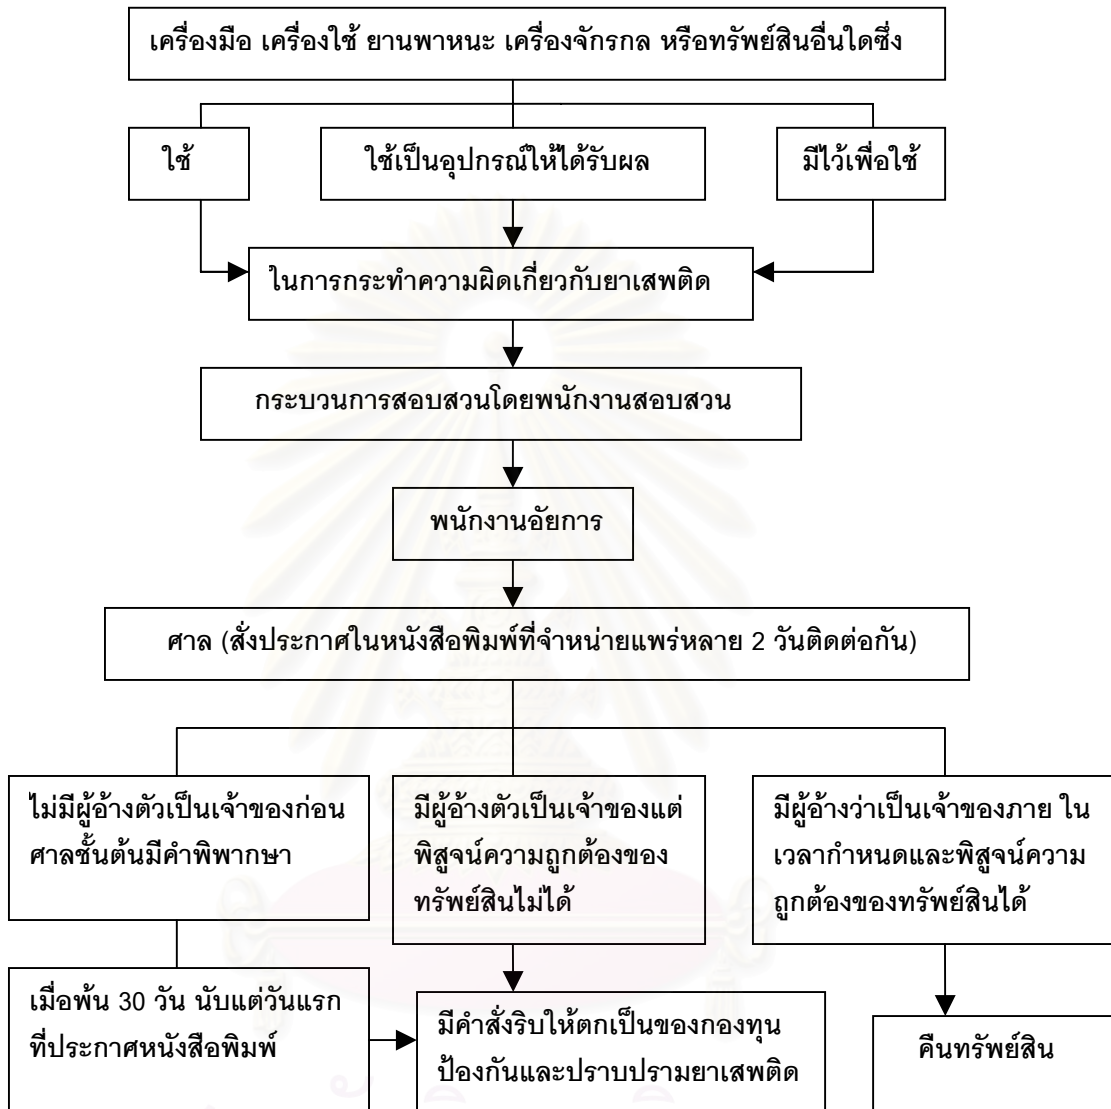 เครื่องมือ เครื่องใช้ ยานพาหนะ เครื่องจักรกล หรือทรัพย์สินอื่นใดซึ่ง
ใช้
ใช้เป็นอุปกรณ์ให้ได้รับผล
มีไว้เพื่อใช้
ในการกระทำความผิดเกี่ยวกับยาเสพติด
กระบวนการสอบสวนโดยพนักงานสอบสวน
พนักงานอัยการ
ศาล (สั่งประกาศในหนังสือพิมพ์ที่จำหน่ายแพร่หลาย 2 วันติดต่อกัน)
ไม่มีผู้อ้างตัวเป็นเจ้าของก่อน
ศาลชั้นต้นมีคำพิพากษา
มีผู้อ้างตัวเป็นเจ้าของแต่
พิสูจน์ความถูกต้องของ
ทรัพย์สินไม่ได้
มีผู้อ้างว่าเป็นเจ้าของภาย ใน
เวลากำหนดและพิสูจน์ความ
ถูกต้องของทรัพย์สินได้
เมื่อพ้น 30 วัน นับแต่วันแรก
ที่ประกาศหนังสือพิมพ์
มีคำสั่งริบให้ตกเป็นของกองทุน
ป้องกันและปราบปรามยาเสพติด
คืนทรัพย์สิน